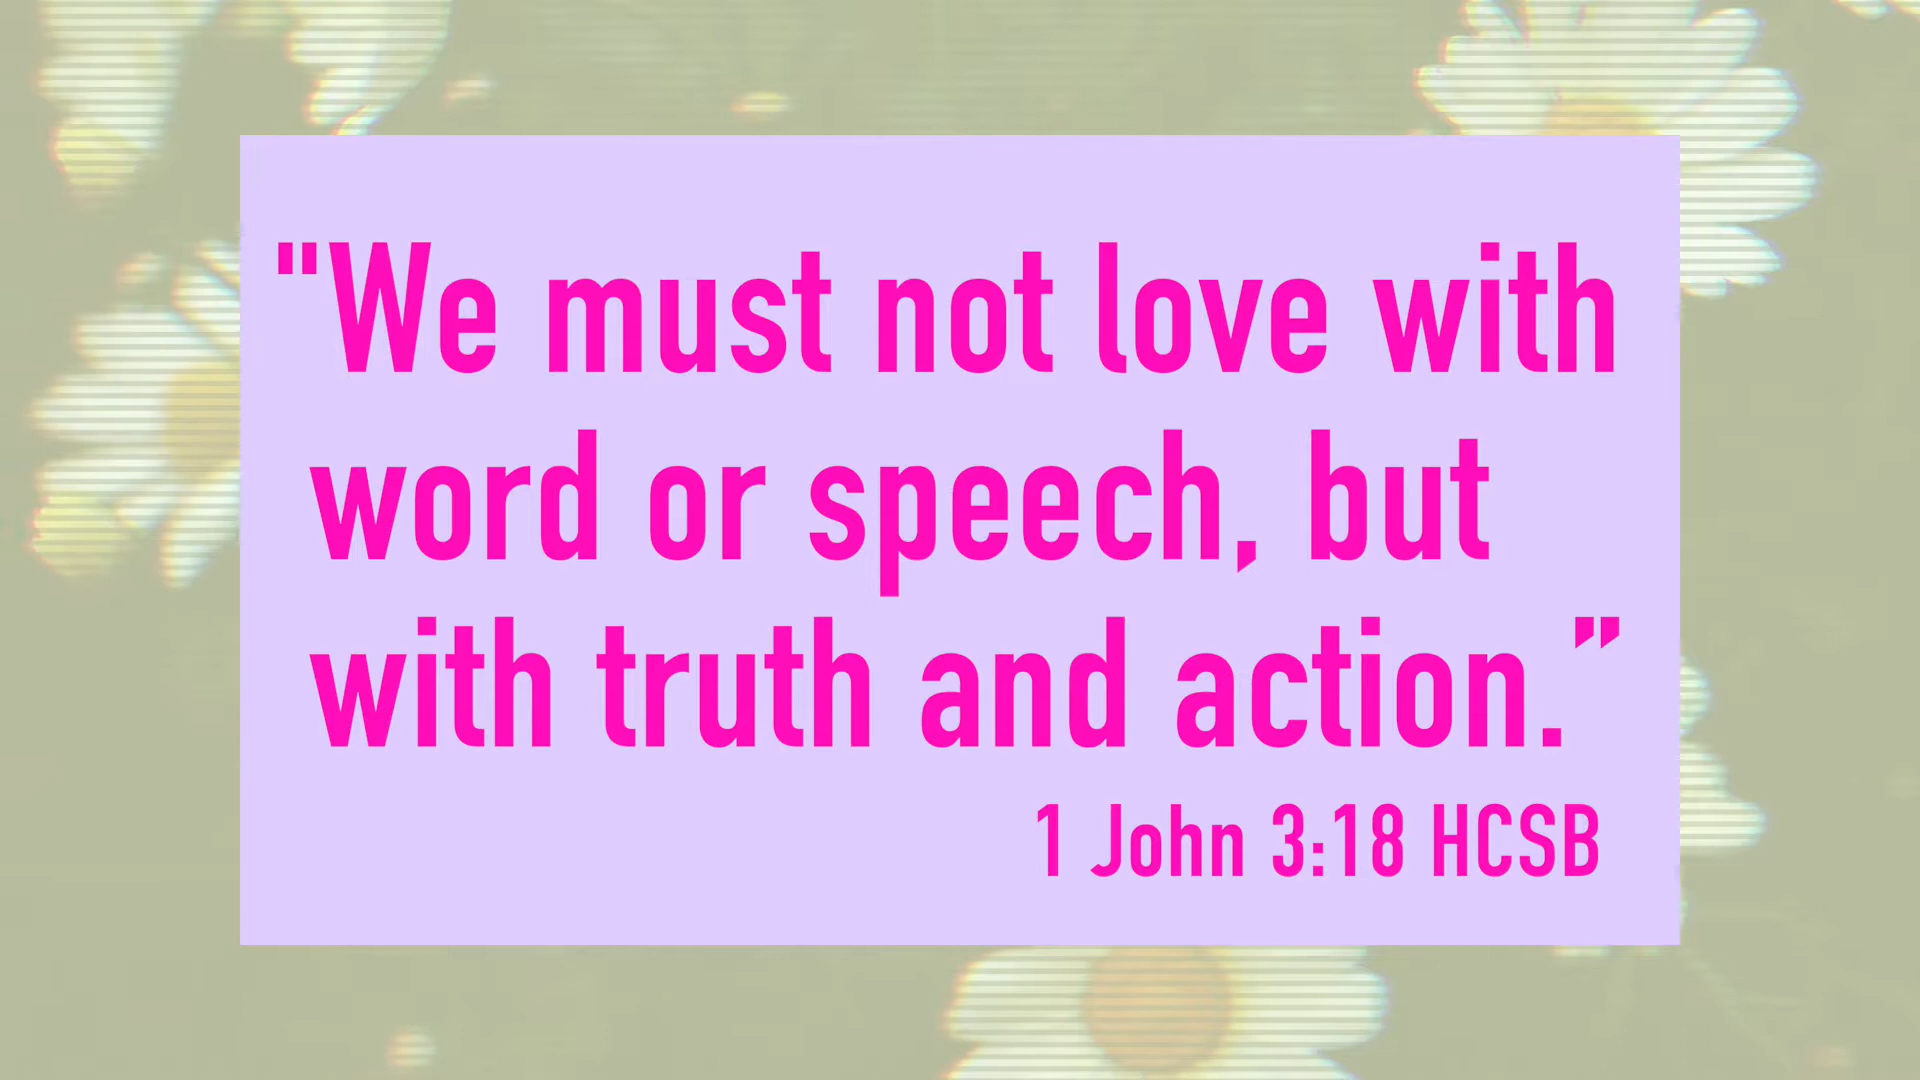 "We must not love with
word or speech, but
with truth and action.”
1 John 3:18 HCSB